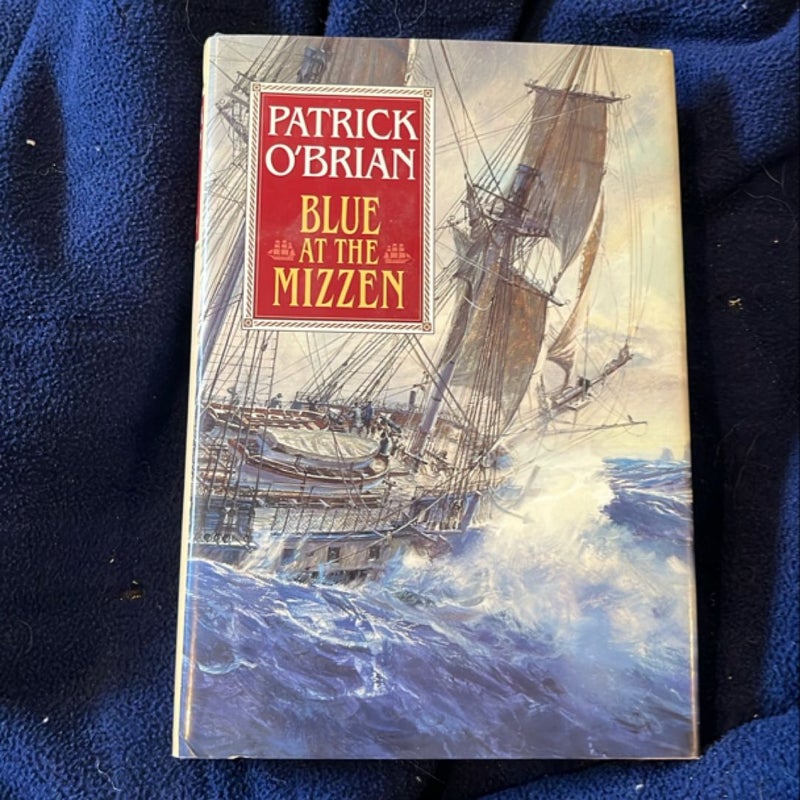 PATRICK
O'BRIAN
BLUE
AT THE
MIZZEN